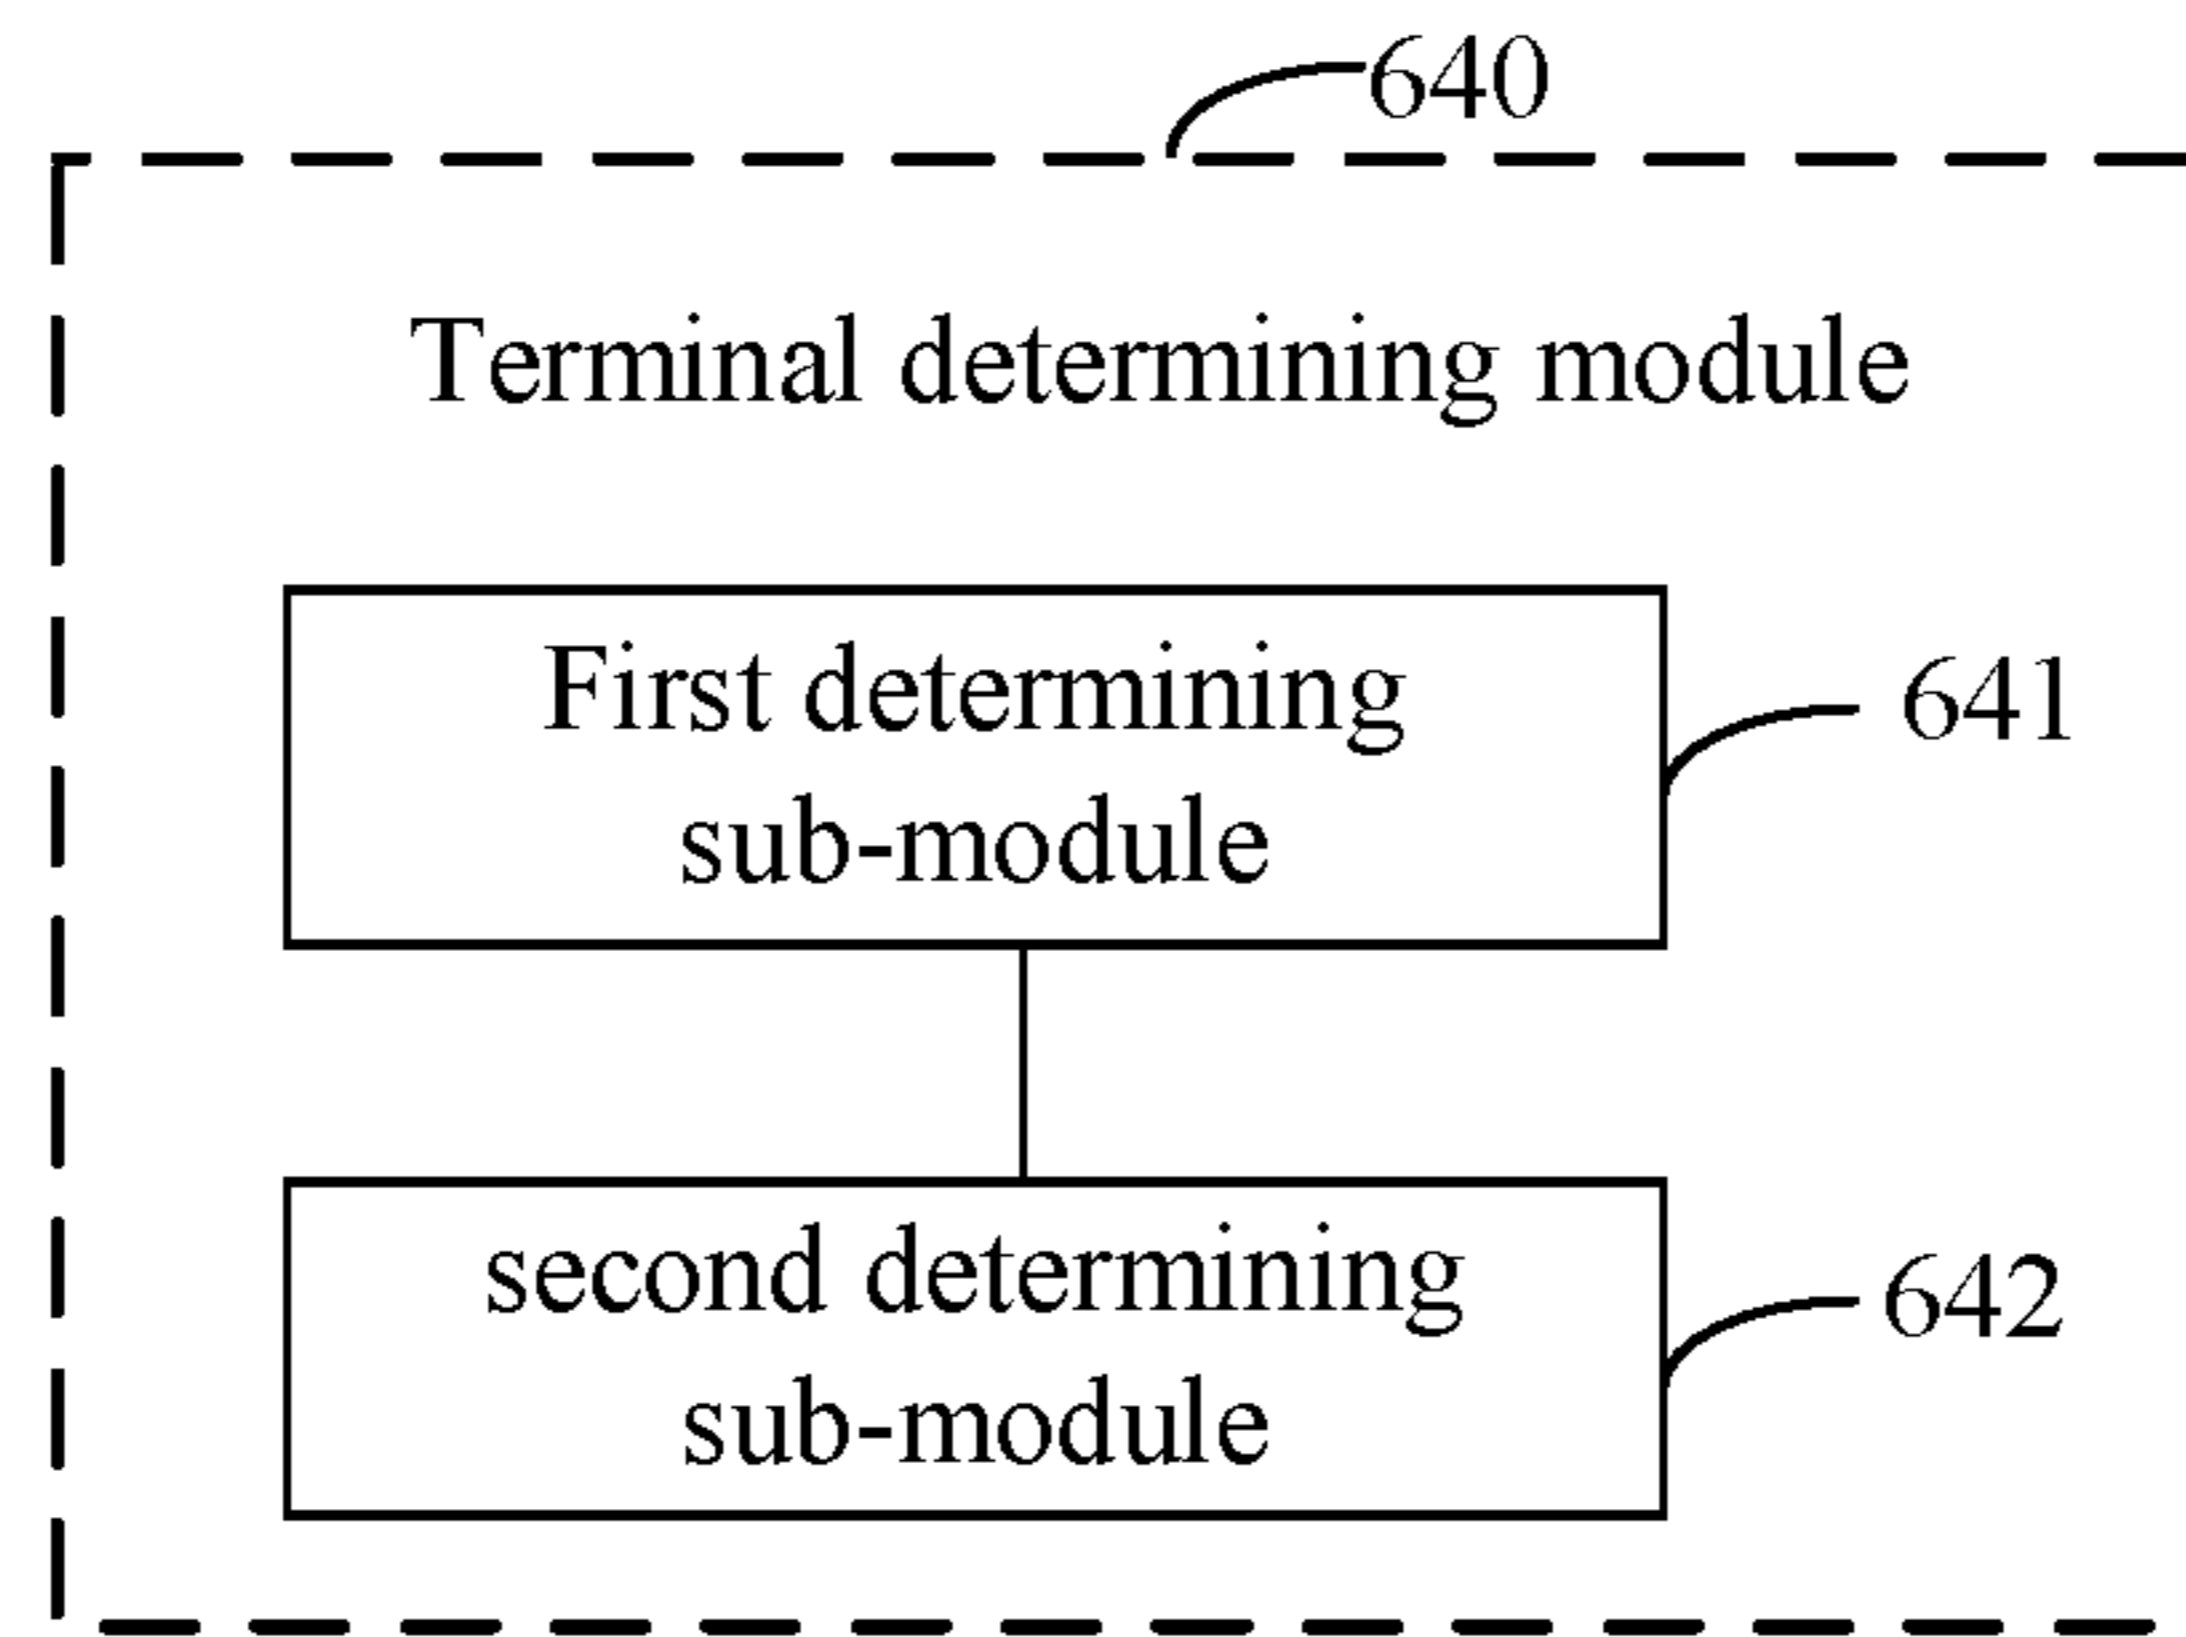 640
Terminal determining module
First determining
sub-module
641
second determining
sub-module
642